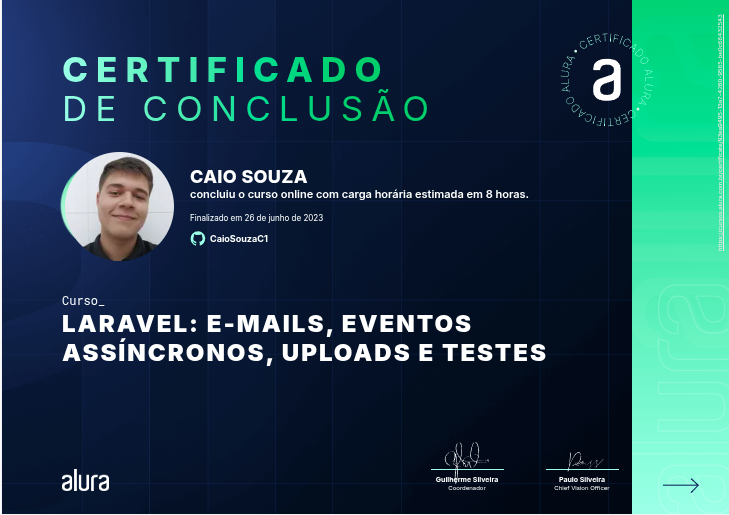 CERTIFICADO
DE CONCLUSÃO
CERTIFICADO ALURA • CERTIFICADO ALURA •
a
CAIO SOUZA
concluiu o curso online com carga horária estimada em 8 horas.
Finalizado em 26 de junho de 2023
CaioSouzaC1
Curso_
LARAVEL: E-MAILS, EVENTOS
ASSÍNCRONOS, UPLOADS E TESTES
alura
Guilherme Silveira
Coordenador
Paulo Silveira
Chief Vision Officer
alura